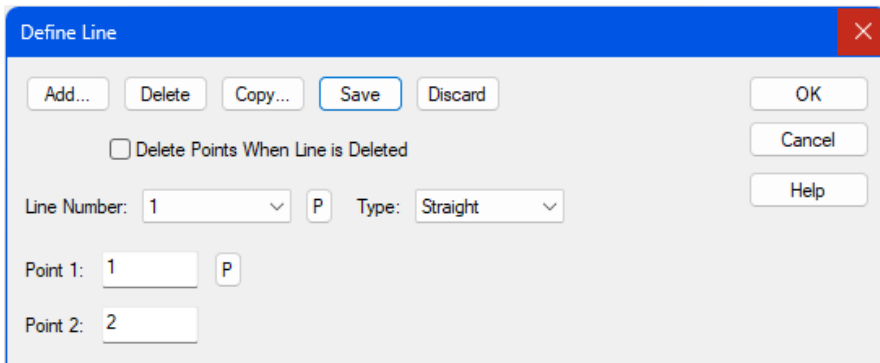 Define Line
Add... Delete Copy... Save Discard OK
Delete Points When Line is Deleted Cancel
Line Number: 1 P Type: Straight Help
Point 1: 1 P
Point 2: 2